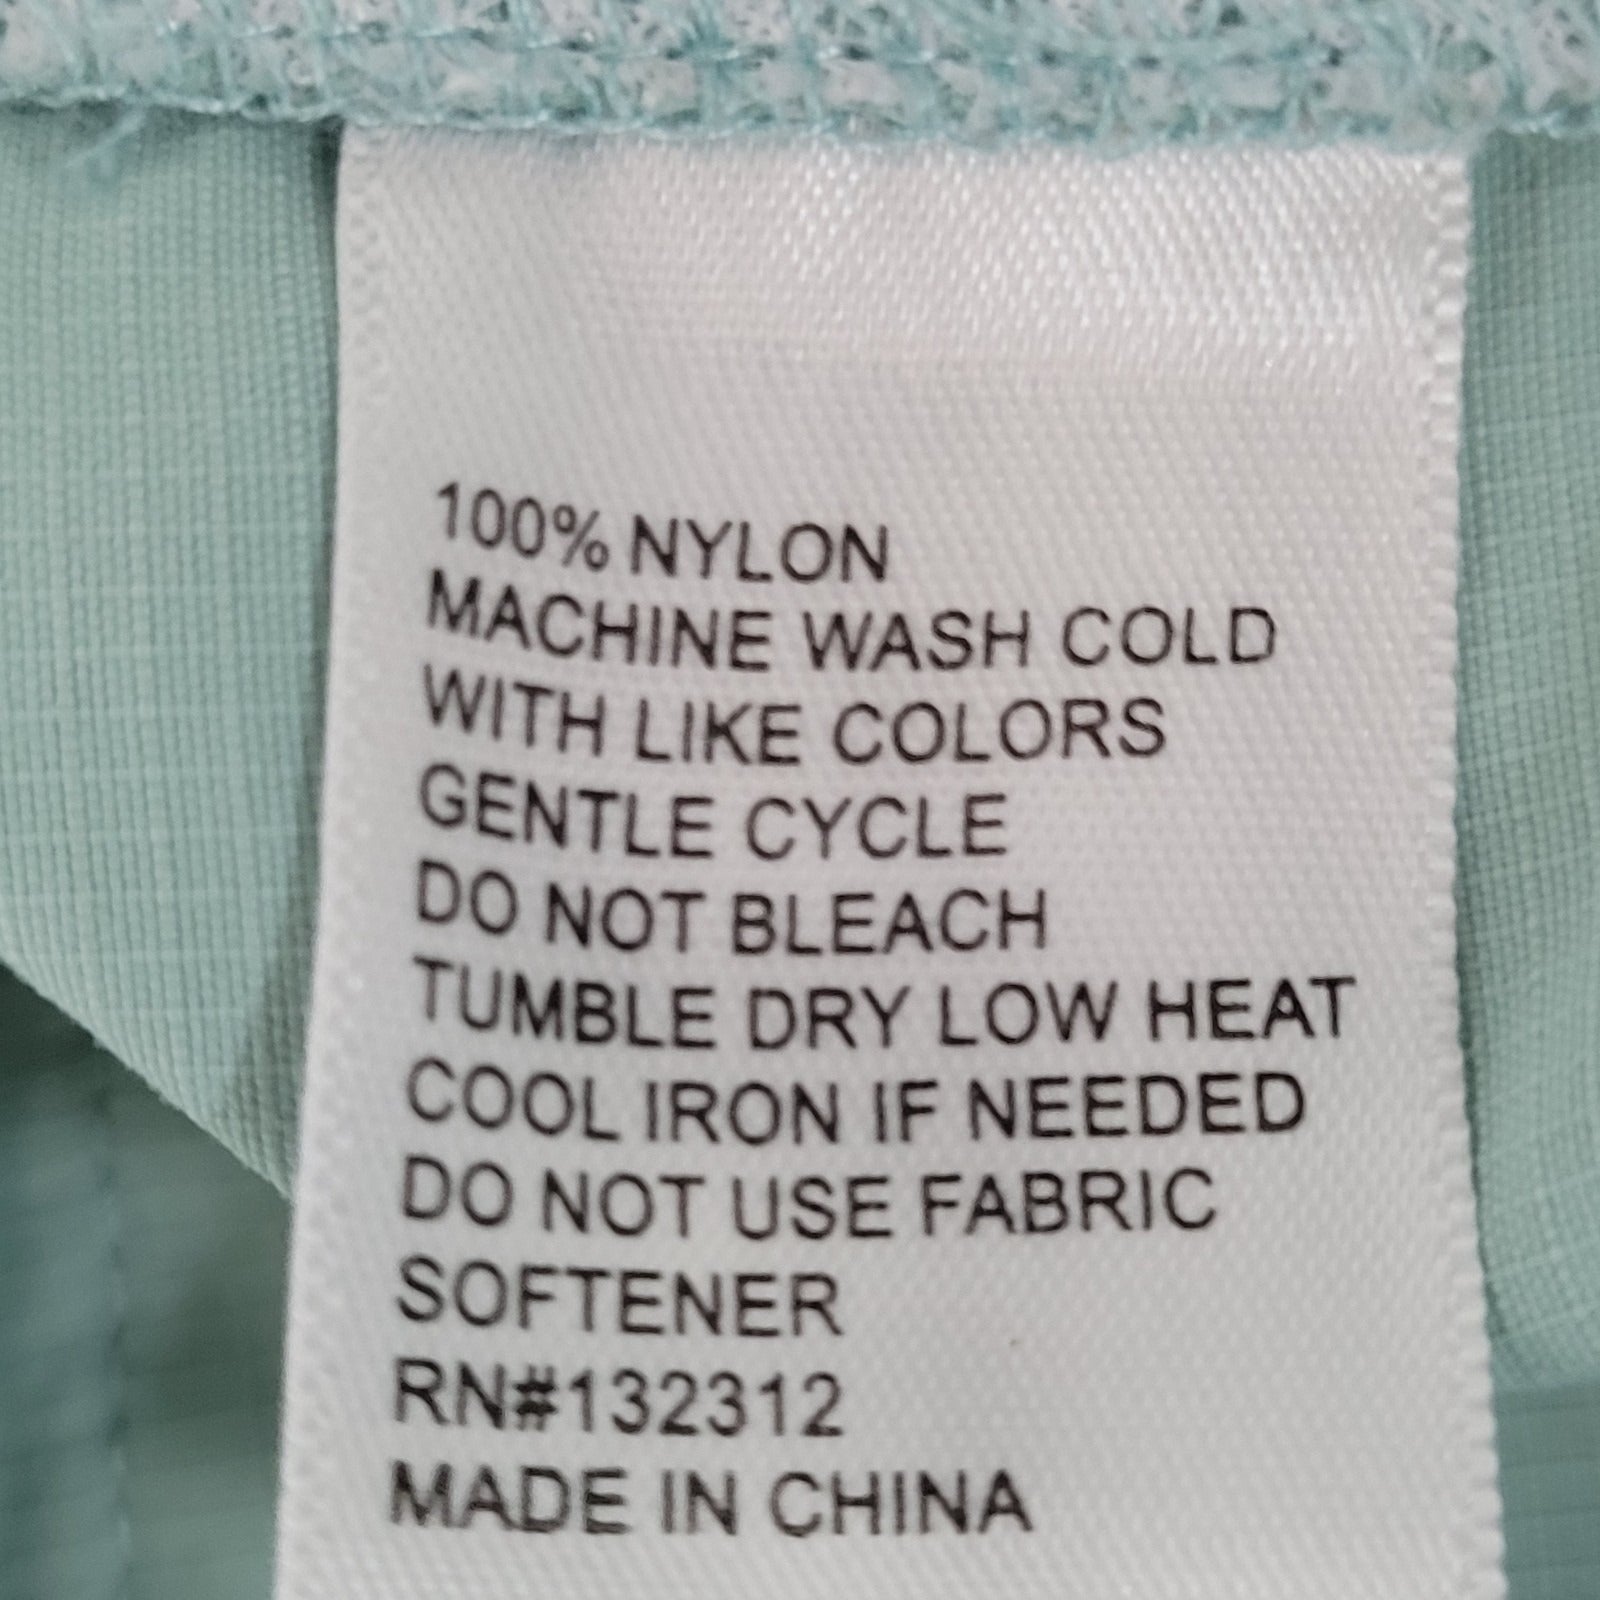 100% NYLON
MACHINE WASH COLD
WITH LIKE COLORS
GENTLE CYCLE
DO NOT BLEACH
TUMBLE DRY LOW HEAT
COOL IRON IF NEEDED
DO NOT USE FABRIC
SOFTENER
RN#132312
MADE IN CHINA